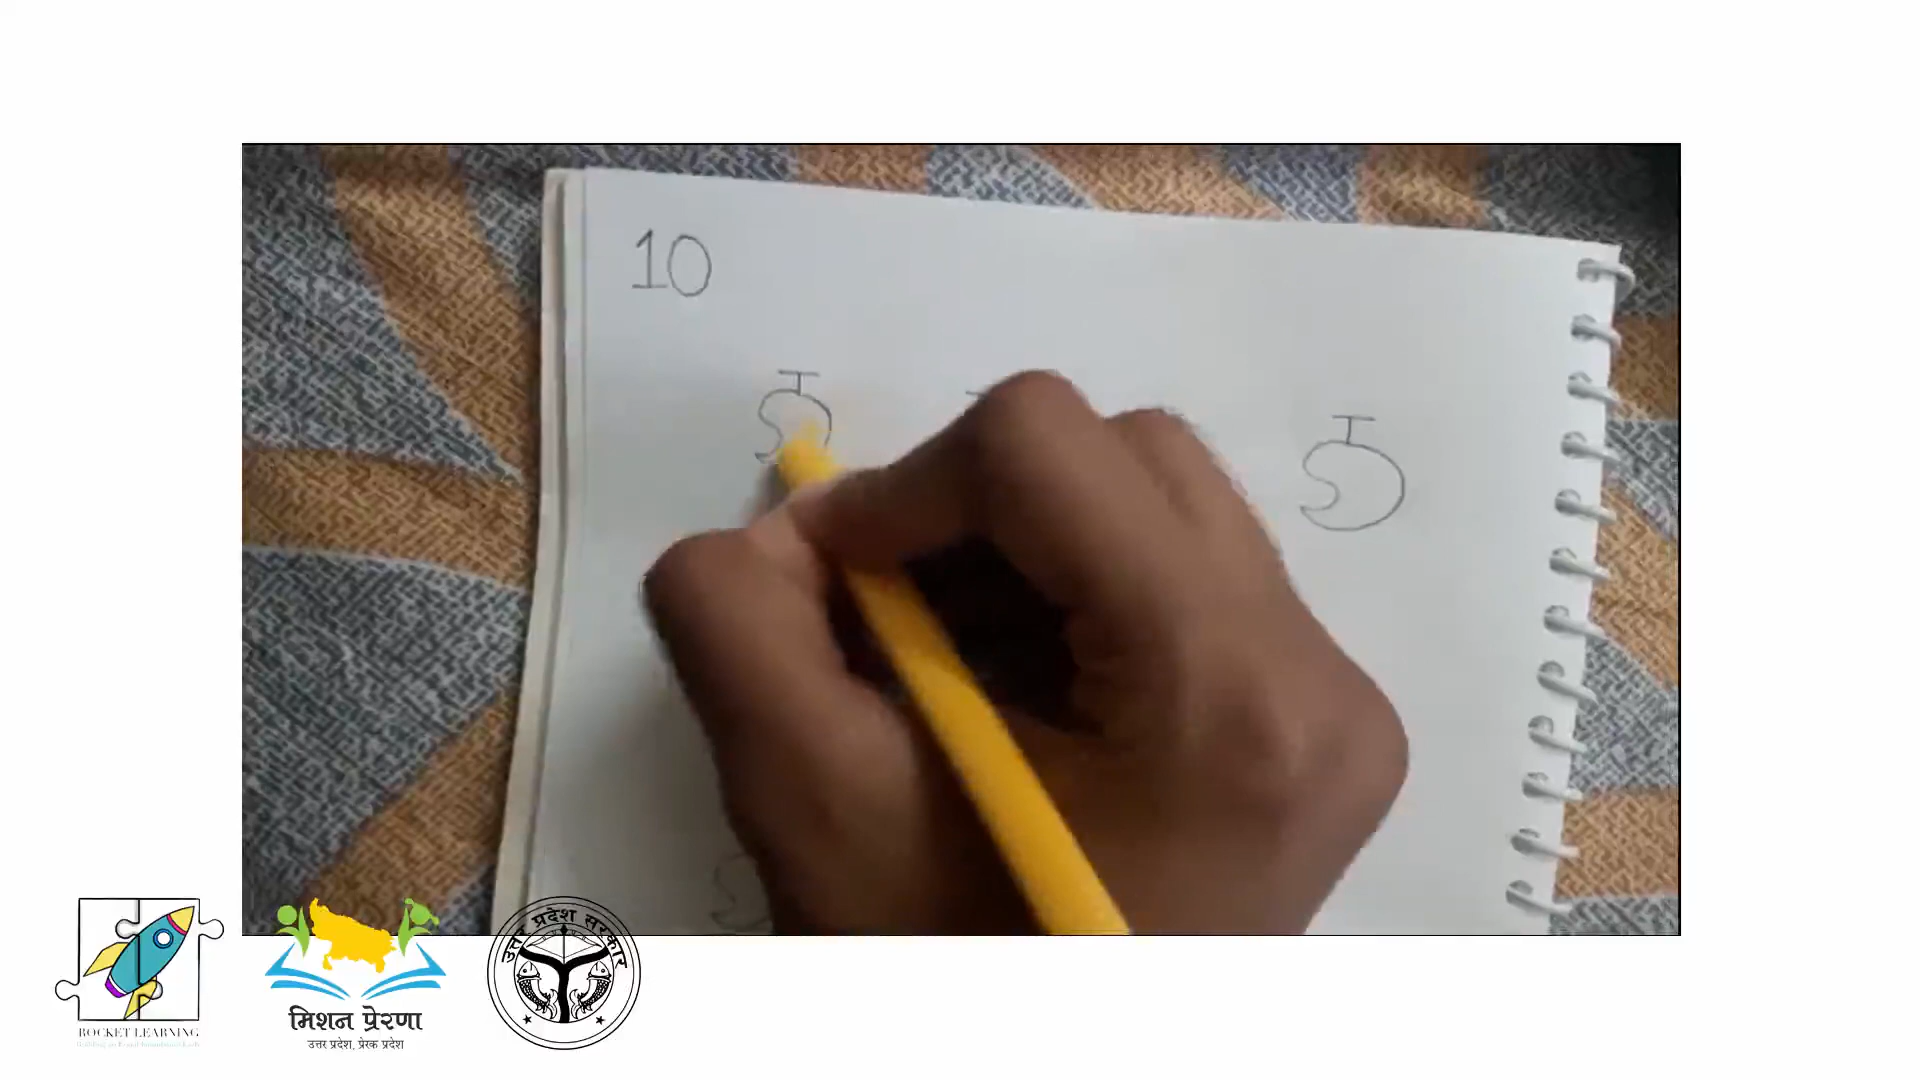 10
ROCKET LEARNING
मिशन प्रेरणा
उत्तर प्रदेश, प्रेरक प्रदेश
उत्तर प्रदेश सरकार